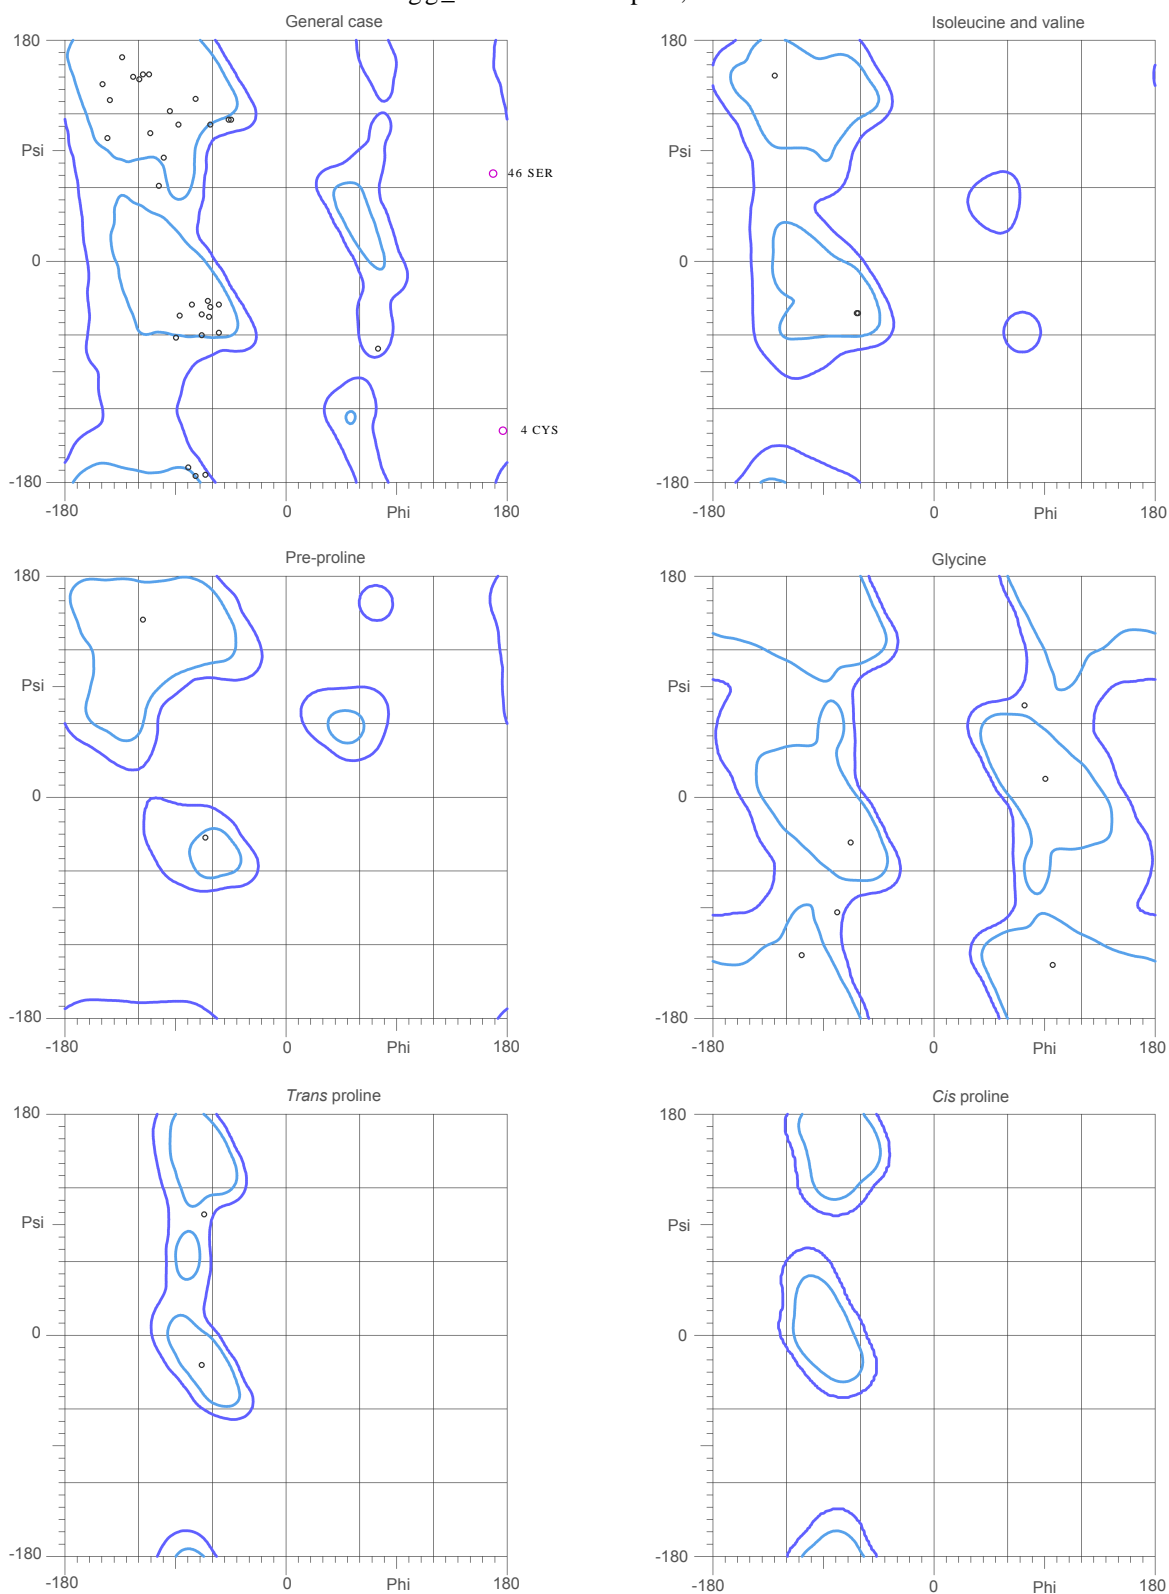 General case
Isoleucine and valine
180
180
Psi
Psi
46 SER
0
0
4 CYS
-180
-180
-180
0
Phi
180
-180
0
Phi
180
Pre-proline
Glycine
180
180
Psi
Psi
0
0
-180
-180
-180
0
Phi
180
-180
0
Phi
180
Trans proline
Cis proline
180
180
Psi
Psi
0
0
-180
-180
-180
0
Phi
180
-180
0
Phi
180